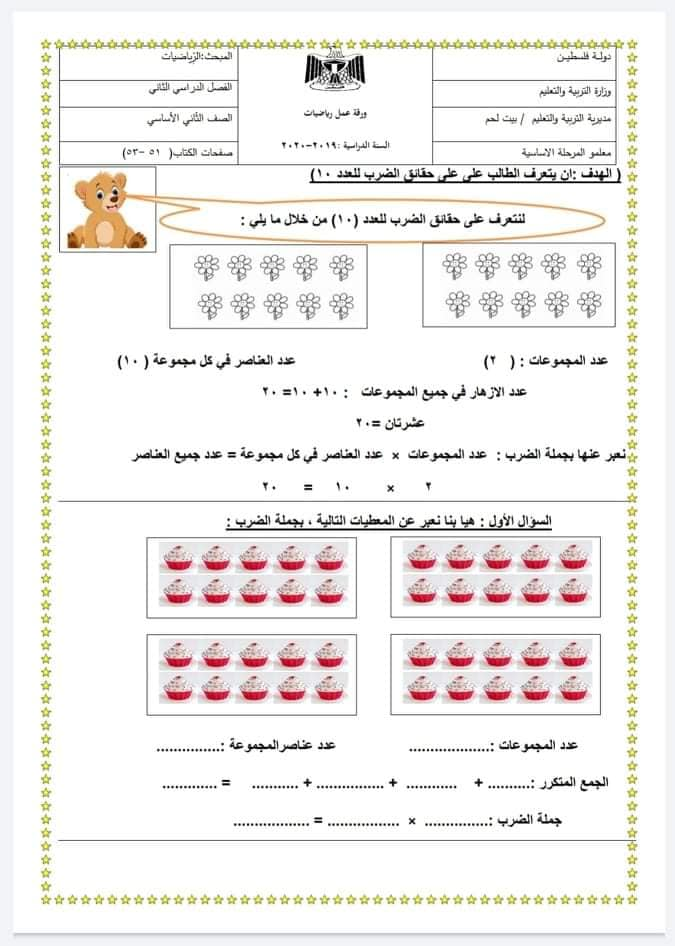 دولة فلسطين
وزارة التربية والتعليم
مديرية التربية والتعليم / بيت لحم
معلمو المرحلة الاساسية
ورقة عمل رياضيات
السنة الدراسية :٢٠١٩-٢٠٢٠
المبحث:الرّياضيات
الفصل الدراسي الثاني
الصف الثّاني الأساسي
صفحات الكتاب( ٥١ -٥٣)
( الهدف :ان يتعرف الطالب على على حقائق الضرب للعدد ١٠)
لنتعرف على حقائق الضرب للعدد (١٠) من خلال ما يلي :
عدد المجموعات : ( ٢) عدد العناصر في كل مجموعة ( ١٠)
عدد الازهار في جميع المجموعات : ١٠+ ١٠= ٢٠
عشرتان =٢٠
نعبر عنها بجملة الضرب : عدد المجموعات × عدد العناصر في كل مجموعة = عدد جميع العناصر
٢ × ١٠ = ٢٠
السؤال الأول : هيا بنا نعبر عن المعطيات التالية ، بجملة الضرب :
عدد المجموعات :................... عدد عناصرالمجموعة :...............
الجمع المتكرر :.......... + ............ + ................ + ........... = .............
جملة الضرب :............... × ................. = ..................